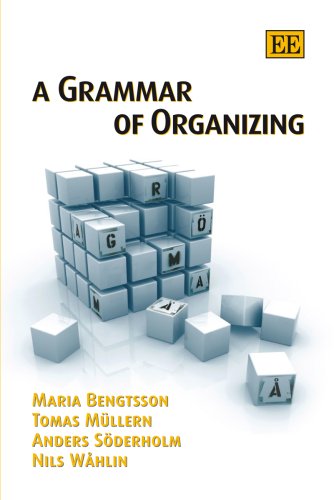 EE
A GRAMMAR
OF ORGANIZING
R
A G Ö
M A
M
Å
MARIA BENGTSSON
TOMAS MÜLLERN
ANDERS SÖDERHOLM
NILS WÅHLIN